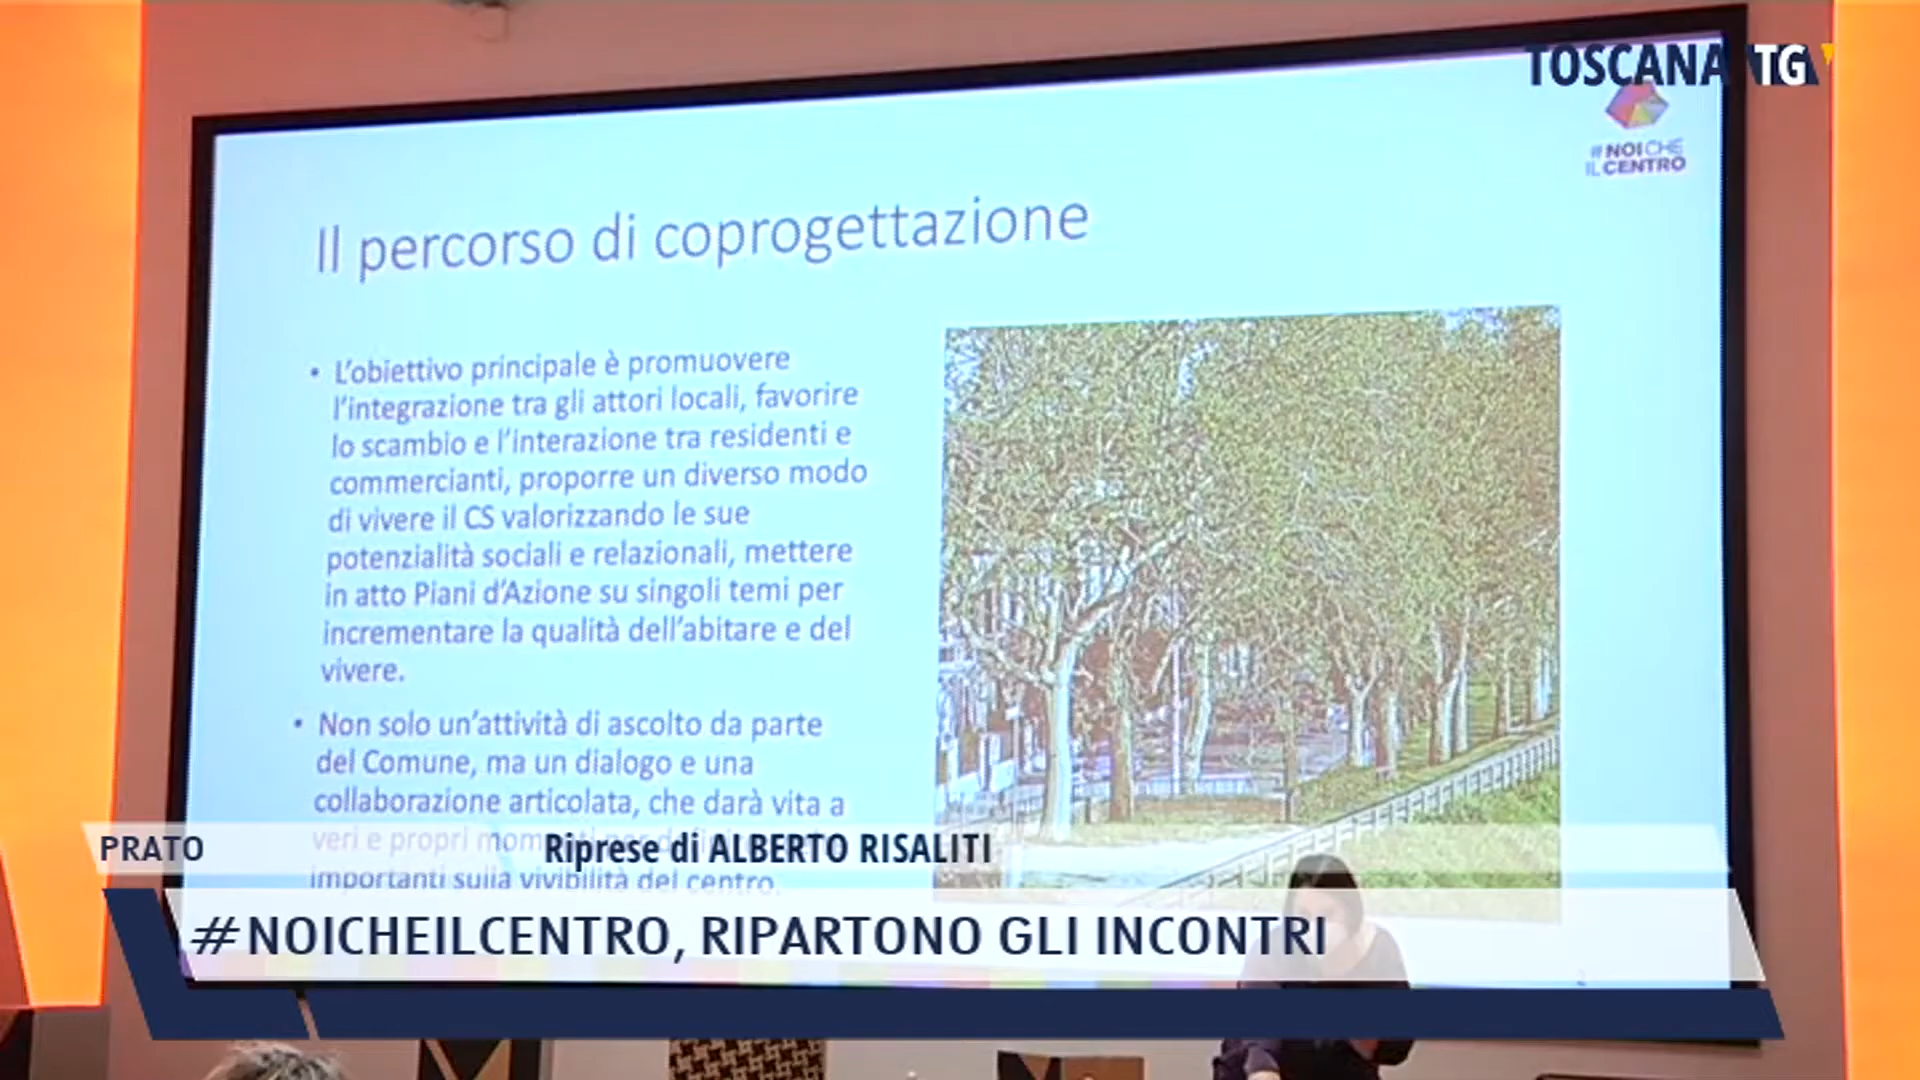 TOSCANA TG
#NOICHE
IL CENTRO
Il percorso di coprogettazione
• L'obiettivo principale è promuovere
l'integrazione tra gli attori locali, favorire
lo scambio e l'interazione tra residenti e
commercianti, proporre un diverso modo
di vivere il CS valorizzando le sue
potenzialità sociali e relazionali, mettere
in atto Piani d'Azione su singoli temi per
incrementare la qualità dell'abitare e del
vivere.
• Non solo un'attività di ascolto da parte
del Comune, ma un dialogo e una
collaborazione articolata, che darà vita a
veri e propri
importanti sulla vivibilità del centro.
PRATO
Riprese di ALBERTO RISALITI
#NOICHEILCENTRO, RIPARTONO GLI INCONTRI